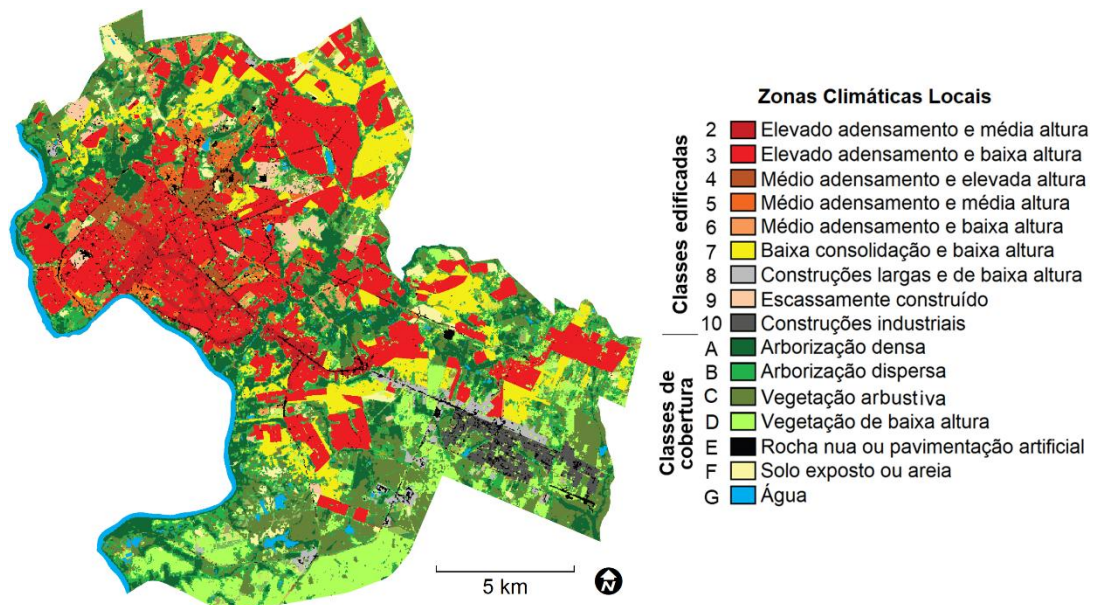 Zonas Climáticas Locais
Classes edificadas
2 Elevado adensamento e média altura
3 Elevado adensamento e baixa altura
4 Médio adensamento e elevada altura
5 Médio adensamento e média altura
6 Médio adensamento e baixa altura
7 Baixa consolidação e baixa altura
8 Construções largas e de baixa altura
9 Escassamente construído
10 Construções industriais
Classes de
cobertura
A Arborização densa
B Arborização dispersa
C Vegetação arbustiva
D Vegetação de baixa altura
E Rocha nua ou pavimentação artificial
F Solo exposto ou areia
G Água
5 km
N